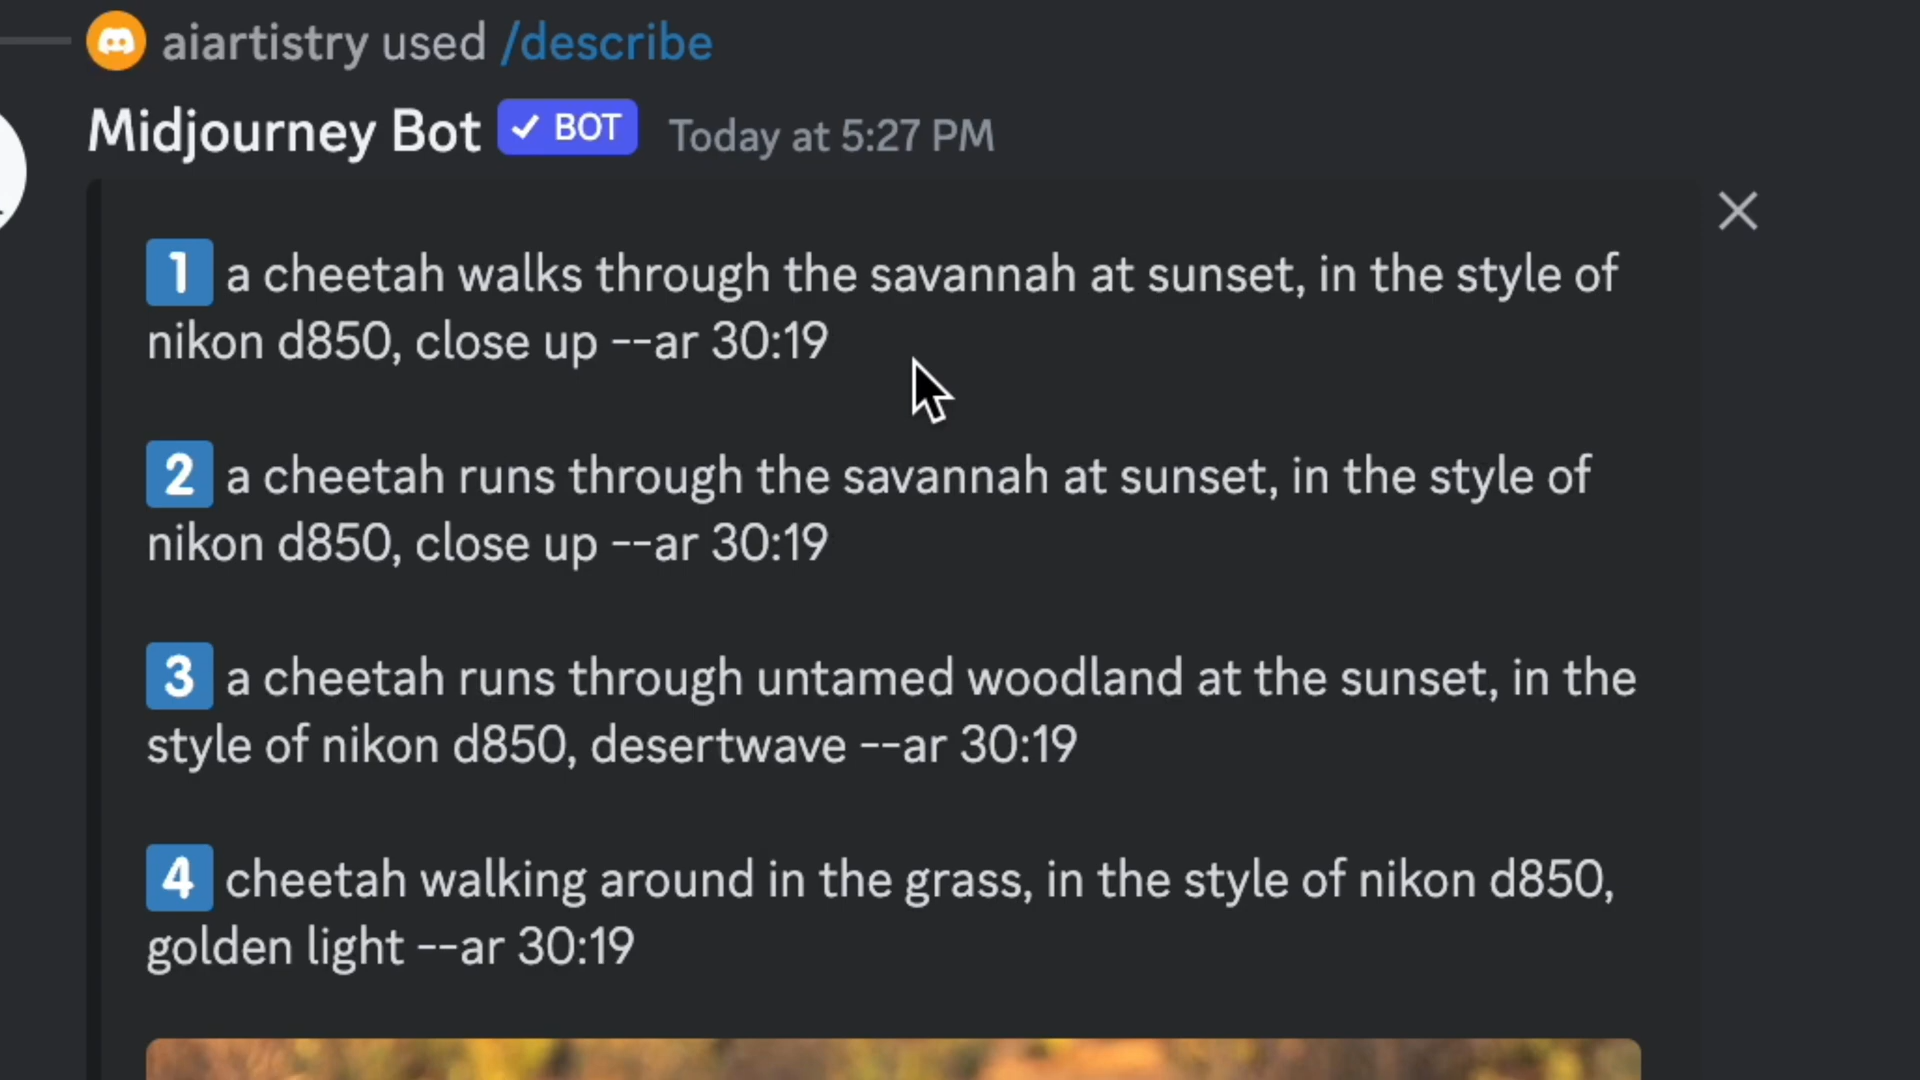 aiartistry used /describe
Midjourney Bot ✓ BOT Today at 5:27 PM
1 a cheetah walks through the savannah at sunset, in the style of
nikon d850, close up --ar 30:19
2 a cheetah runs through the savannah at sunset, in the style of
nikon d850, close up --ar 30:19
3 a cheetah runs through untamed woodland at the sunset, in the
style of nikon d850, desertwave --ar 30:19
4 cheetah walking around in the grass, in the style of nikon d850,
golden light --ar 30:19